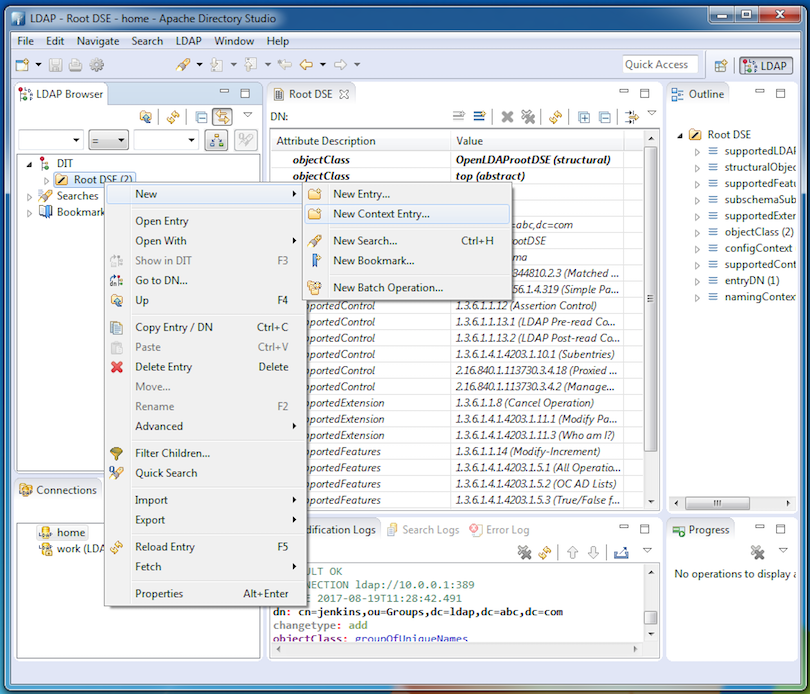 LDAP - Root DSE - home - Apache Directory Studio
File Edit Navigate Search LDAP Window Help
Quick Access
LDAP
LDAP Browser
=
DIT
Root DSE (2)
Searches
Bookmark
New
Open Entry
Open With
Show in DIT F3
Go to DN...
Up F4
Copy Entry / DN Ctrl+C
Paste Ctrl+V
Delete Entry Delete
Move...
Rename F2
Advanced
Filter Children...
Quick Search
Import
Export
Reload Entry F5
Fetch
Properties Alt+Enter
New Entry...
New Context Entry...
New Search... Ctrl+H
New Bookmark...
New Batch Operation...
Connections
home
work (LDA
Root DSE
DN:
Attribute Description Value
objectClass OpenLDAProotDSE (structural)
objectClass top (abstract)
abc,dc=com
ootDSE
ma
344810.2.3 (Matched ...
56.1.4.319 (Simple Pa...
portedControl 1.3.6.1.1.12 (Assertion Control)
portedControl 1.3.6.1.1.13.1 (LDAP Pre-read Co...
portedControl 1.3.6.1.1.13.2 (LDAP Post-read Co...
portedControl 1.3.6.1.4.1.4203.1.10.1 (Subentries)
portedControl 2.16.840.1.113730.3.4.18 (Proxied ...
portedControl 2.16.840.1.113730.3.4.2 (Manage...
portedExtension 1.3.6.1.1.8 (Cancel Operation)
portedExtension 1.3.6.1.4.1.4203.1.11.1 (Modify Pa...
portedExtension 1.3.6.1.4.1.4203.1.11.3 (Who am I?)
portedFeatures 1.3.6.1.1.14 (Modify-Increment)
portedFeatures 1.3.6.1.4.1.4203.1.5.1 (All Operatio...
portedFeatures 1.3.6.1.4.1.4203.1.5.2 (OC AD Lists)
portedFeatures 1.3.6.1.4.1.4203.1.5.3 (True/False f...
dification Logs Search Logs Error Log
ULT OK
NECTION ldap://10.0.0.1:389
E 2017-08-19T11:28:42.491
dn: cn=jenkins,ou=Groups,dc=ldap,dc=abc,dc=com
changetype: add
objectClass: groupOfUniqueNames
Outline
Root DSE
supportedLDAP
structuralObjec
supportedFeatu
subschemaSub
supportedExter
objectClass (2)
configContext
supportedCont
entryDN (1)
namingContex
Progress
No operations to display a